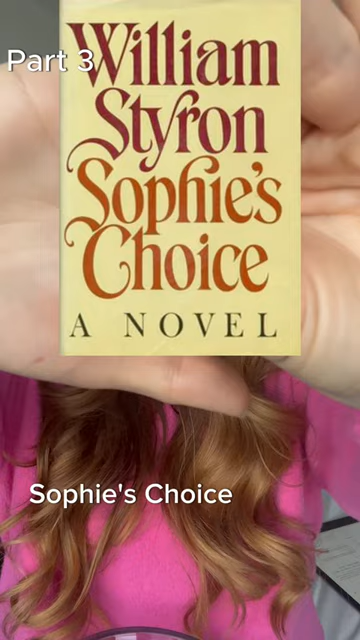 Part 3
William
Styron
Sophie's
Choice
A NOVEL
Sophie's Choice